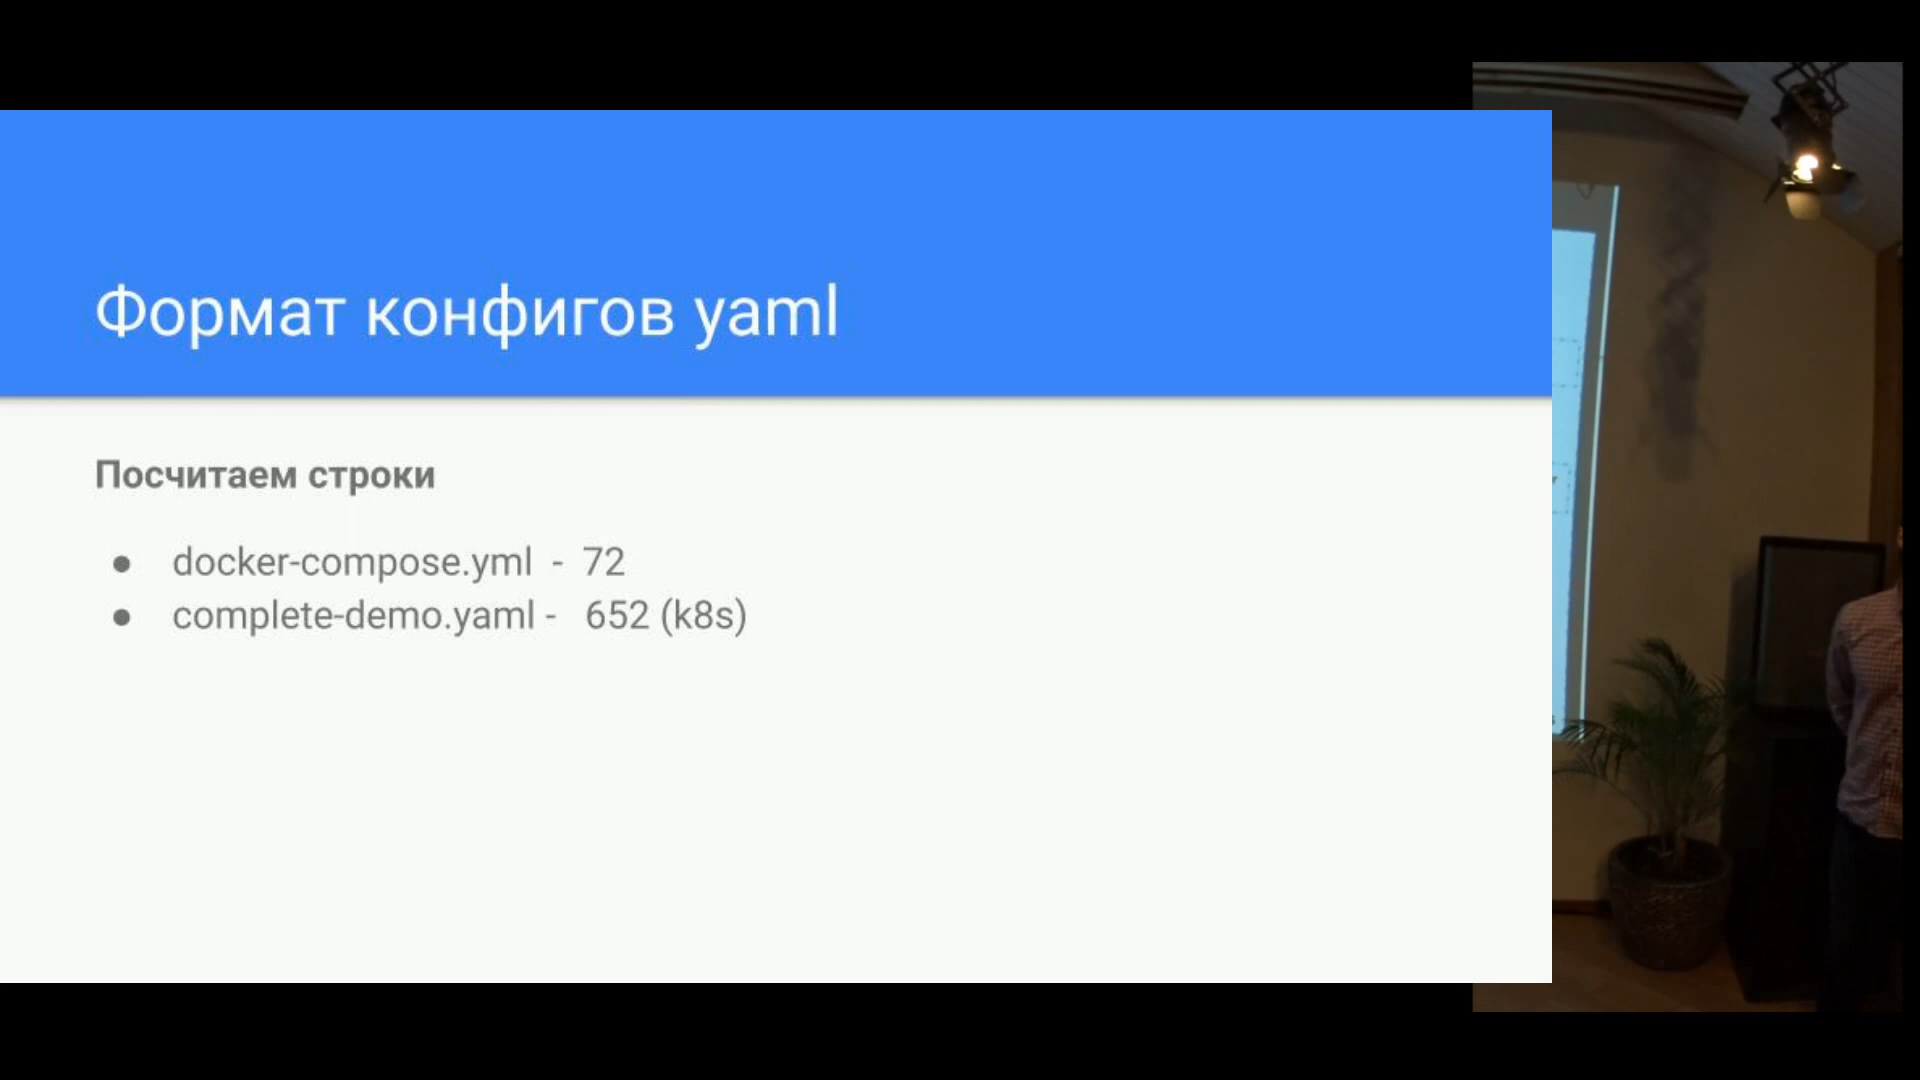 Формат конфигов yaml
Посчитаем строки
● docker-compose.yml - 72
● complete-demo.yaml - 652 (k8s)